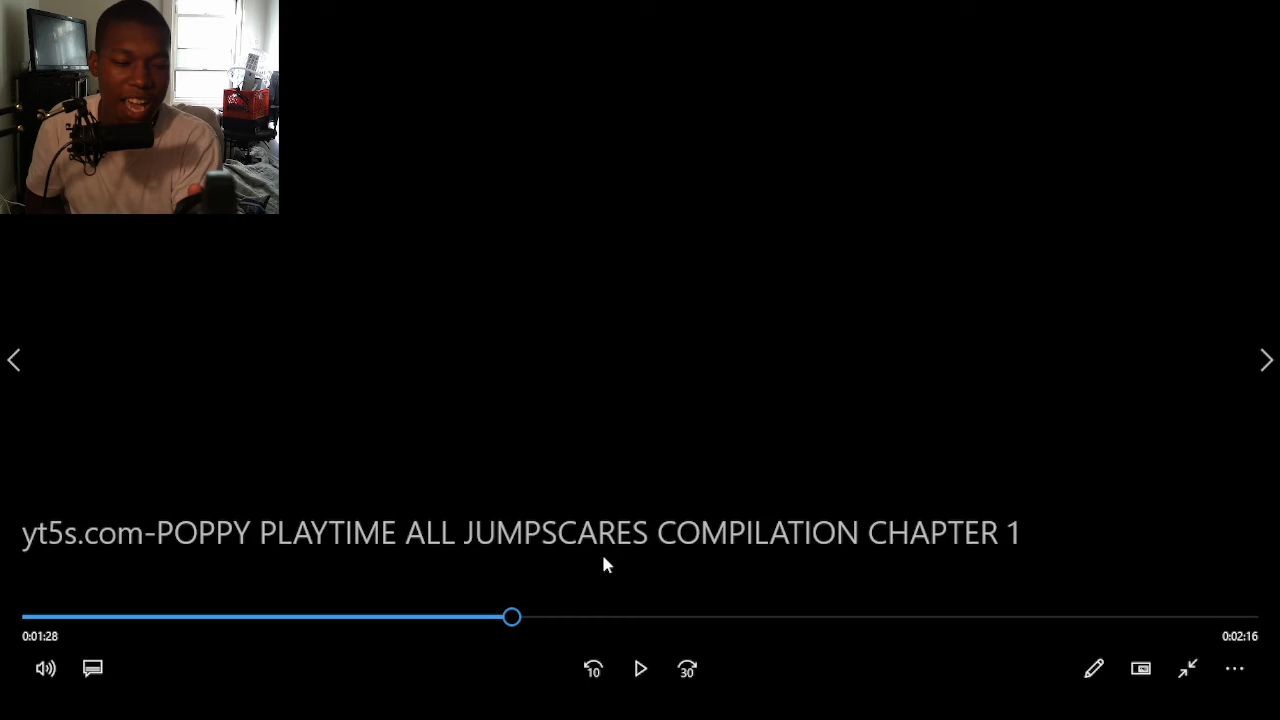 yt5s.com-POPPY PLAYTIME ALL JUMPSCARES COMPILATION CHAPTER 1
0:01:28
0:02:16
10
30